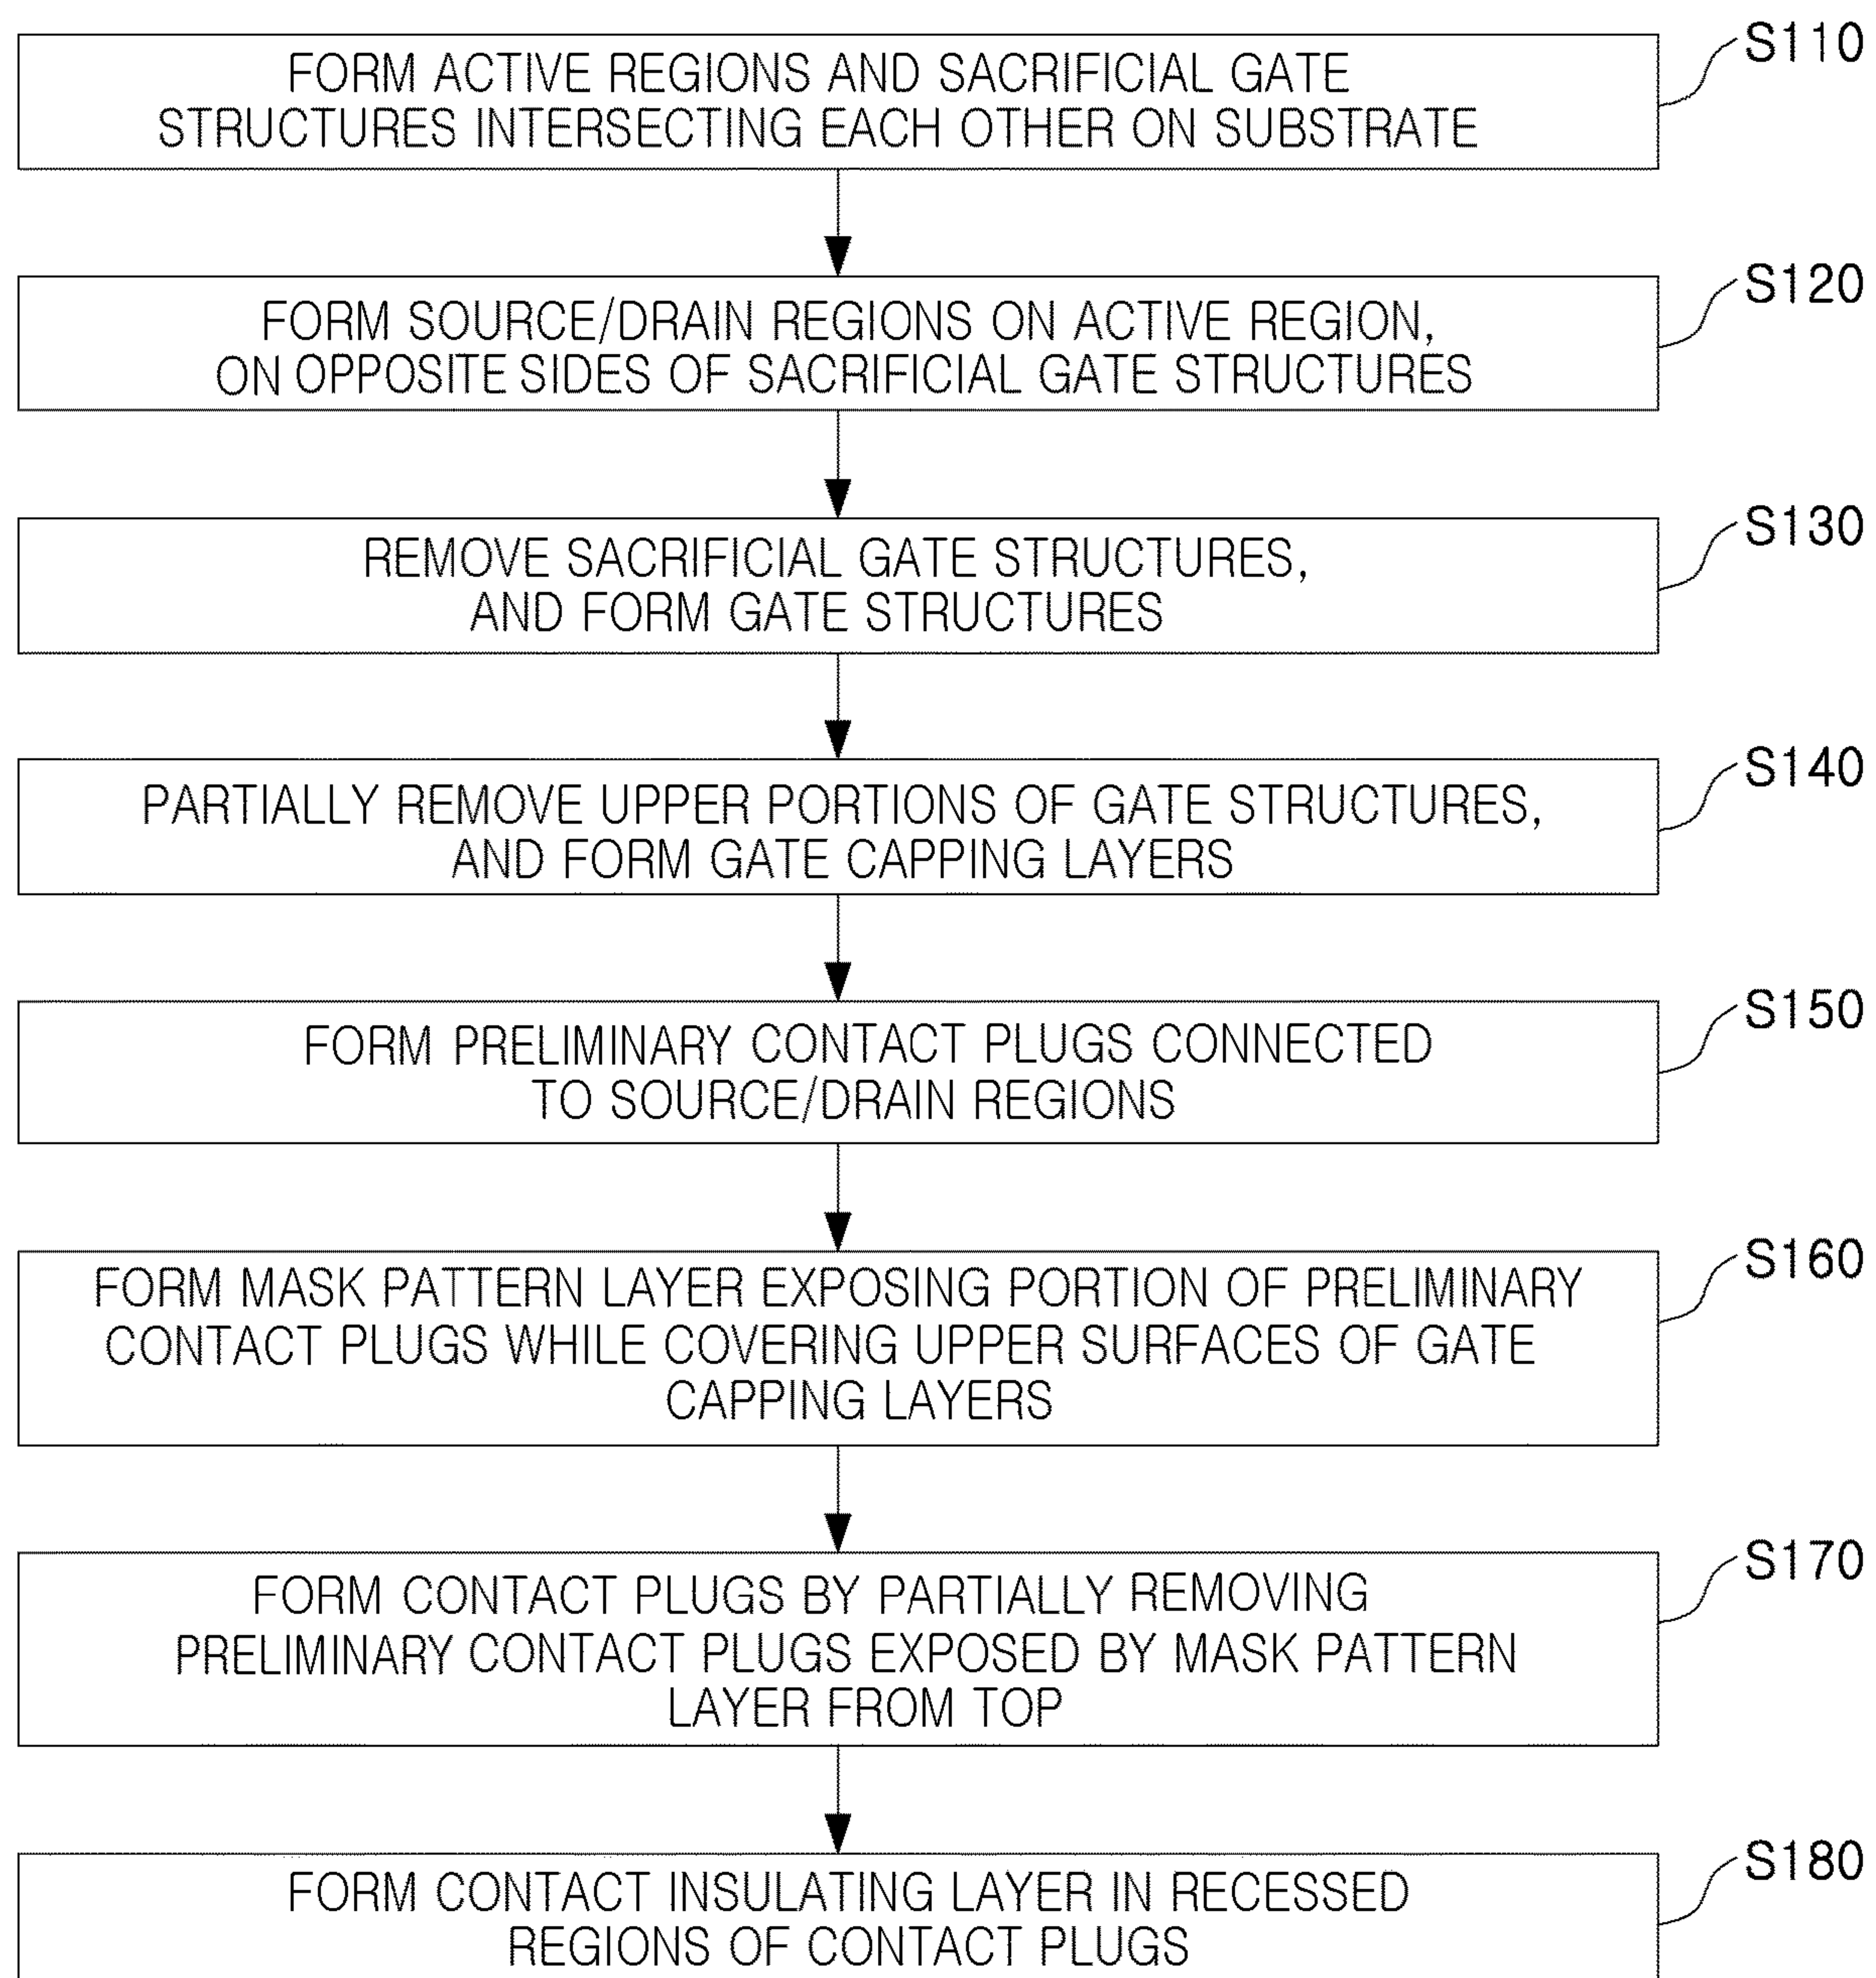 S110
FORM ACTIVE REGIONS AND SACRIFICIAL GATE
STRUCTURES INTERSECTING EACH OTHER ON SUBSTRATE
S120
FORM SOURCE/DRAIN REGIONS ON ACTIVE REGION,
ON OPPOSITE SIDES OF SACRIFICIAL GATE STRUCTURES
S130
REMOVE SACRIFICIAL GATE STRUCTURES,
AND FORM GATE STRUCTURES
S140
PARTIALLY REMOVE UPPER PORTIONS OF GATE STRUCTURES,
AND FORM GATE CAPPING LAYERS
S150
FORM PRELIMINARY CONTACT PLUGS CONNECTED
TO SOURCE/DRAIN REGIONS
S160
FORM MASK PATTERN LAYER EXPOSING PORTION OF PRELIMINARY
CONTACT PLUGS WHILE COVERING UPPER SURFACES OF GATE
CAPPING LAYERS
S170
FORM CONTACT PLUGS BY PARTIALLY REMOVING
PRELIMINARY CONTACT PLUGS EXPOSED BY MASK PATTERN
LAYER FROM TOP
S180
FORM CONTACT INSULATING LAYER IN RECESSED
REGIONS OF CONTACT PLUGS